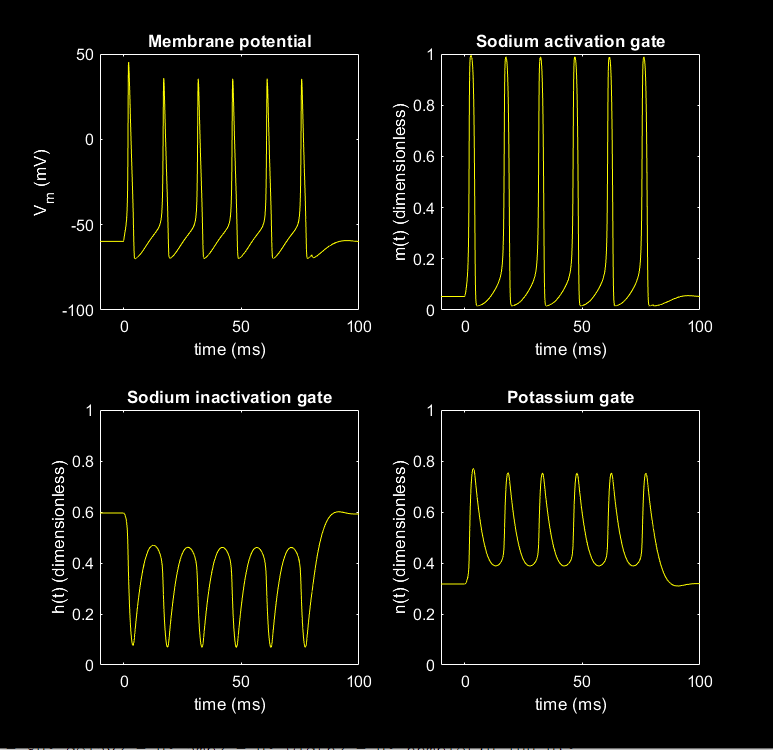 Membrane potential
50
0
-50
-100
V_m (mV)
0 50 100
time (ms)
Sodium activation gate
1
0.8
0.6
0.4
0.2
0
m(t) (dimensionless)
0 50 100
time (ms)
Sodium inactivation gate
1
0.8
0.6
0.4
0.2
0
h(t) (dimensionless)
0 50 100
time (ms)
Potassium gate
1
0.8
0.6
0.4
0.2
0
n(t) (dimensionless)
0 50 100
time (ms)